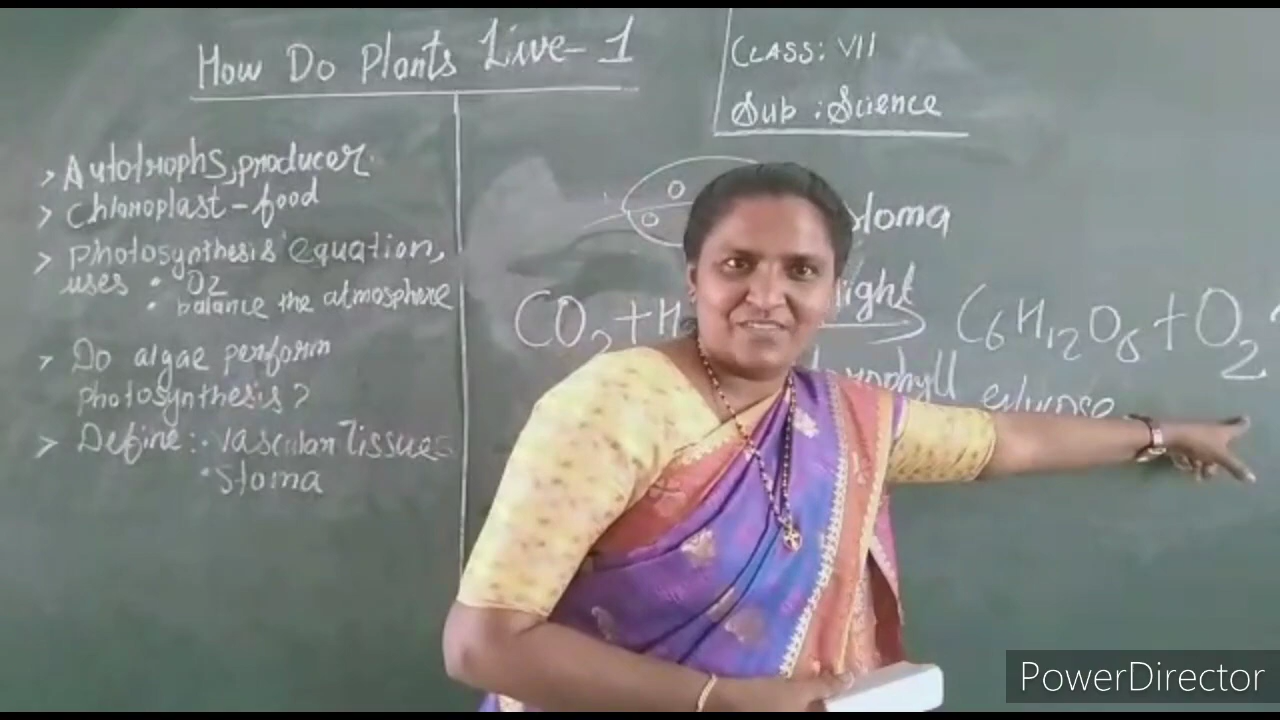 How Do Plants Live-1
CLASS: VII
Sub : Science
> Autotrophs, producer
> Chloroplast - food
> Photosynthesis equation,
uses • O2
• balance the atmosphere
> Do algae perform
photosynthesis?
> Define: • Vascular Tissues
• Stoma
stoma
light
CO2 + H → C6H12O6 + O2
PowerDirector